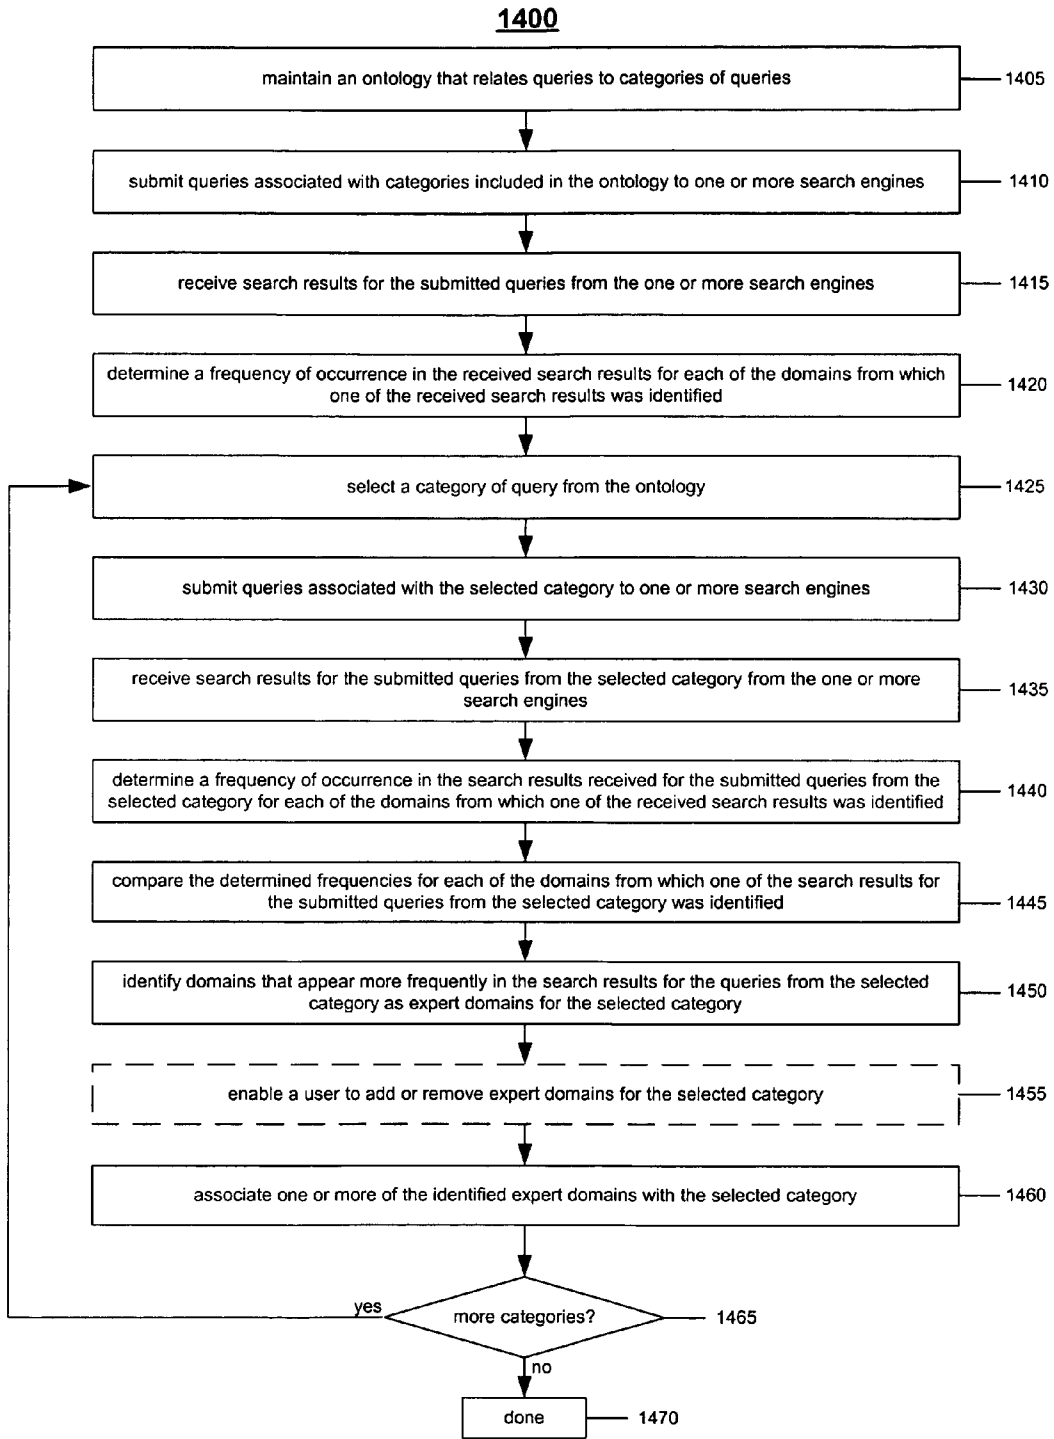 1400
maintain an ontology that relates queries to categories of queries
1405
submit queries associated with categories included in the ontology to one or more search engines
1410
receive search results for the submitted queries from the one or more search engines
1415
determine a frequency of occurrence in the received search results for each of the domains from which
one of the received search results was identified
1420
select a category of query from the ontology
1425
submit queries associated with the selected category to one or more search engines
1430
receive search results for the submitted queries from the selected category from the one or more
search engines
1435
determine a frequency of occurrence in the search results received for the submitted queries from the
selected category for each of the domains from which one of the received search results was identified
1440
compare the determined frequencies for each of the domains from which one of the search results for
the submitted queries from the selected category was identified
1445
identify domains that appear more frequently in the search results for the queries from the selected
category as expert domains for the selected category
1450
enable a user to add or remove expert domains for the selected category
1455
associate one or more of the identified expert domains with the selected category
1460
yes
more categories?
1465
no
done
1470